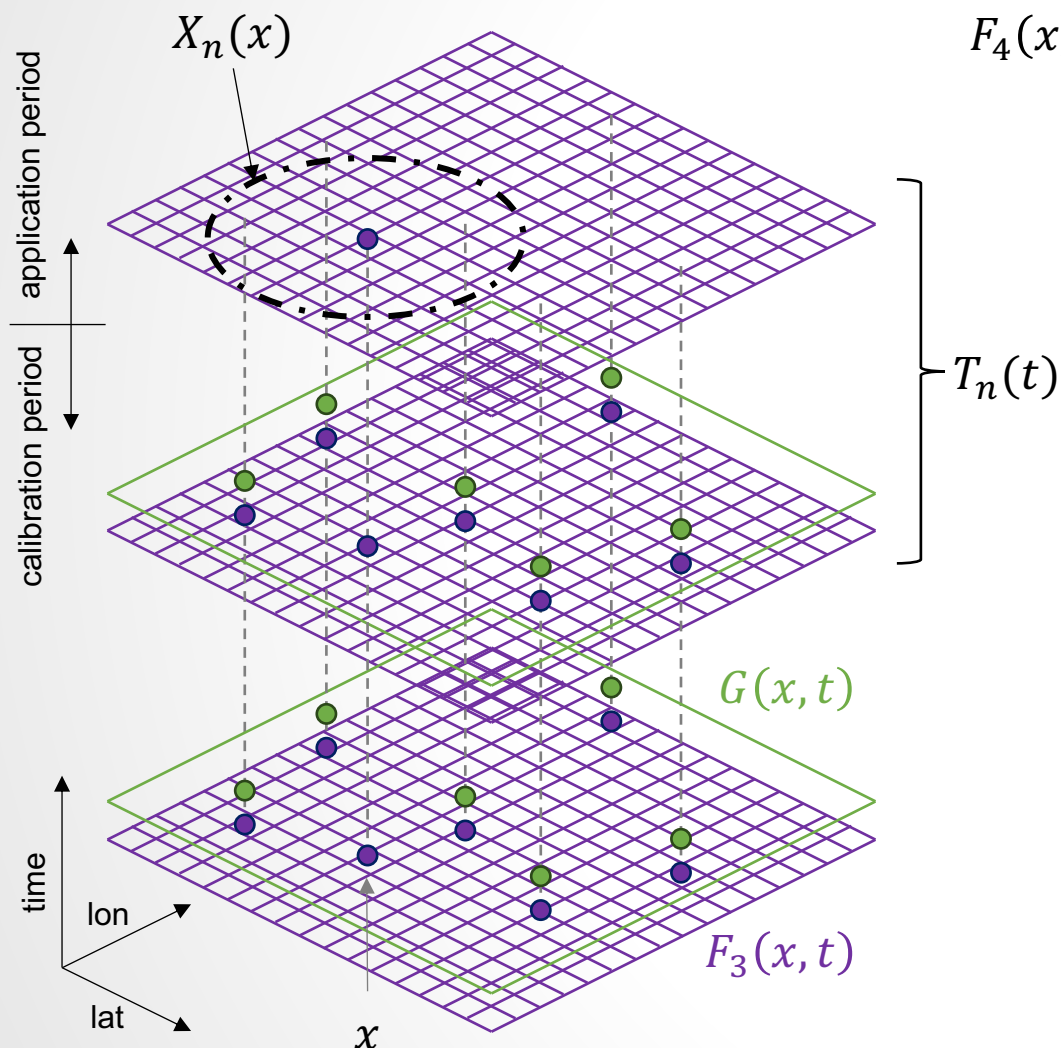 X_n(x)
F_4(x
application period
calibration period
T_n(t)
G(x, t)
F_3(x, t)
time
lon
lat
x